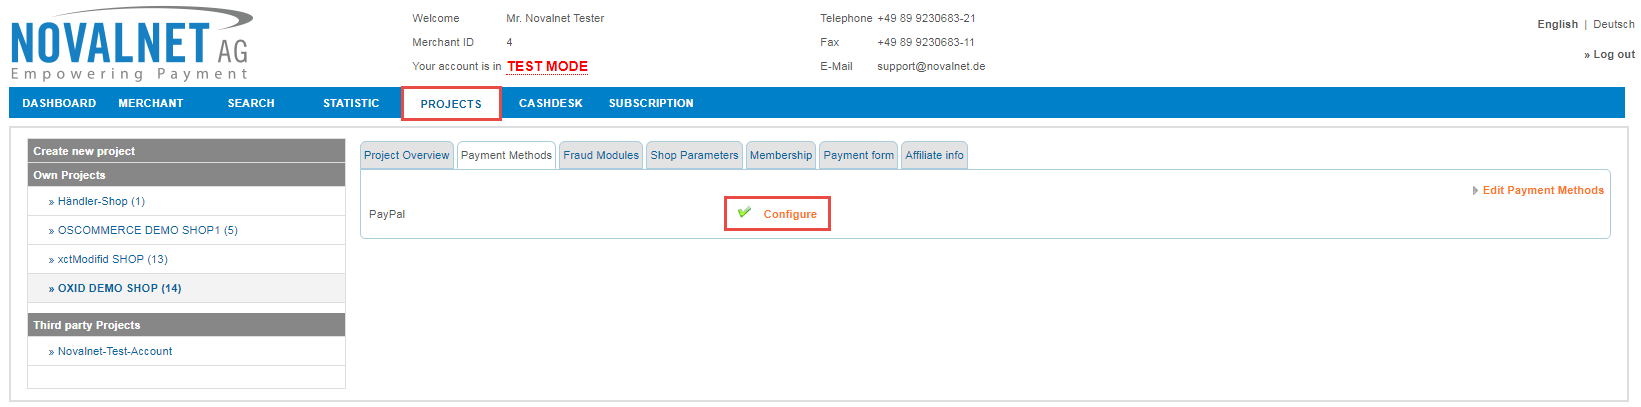 NOVALNET AG
Empowering Payment
Welcome Mr. Novalnet Tester
Merchant ID 4
Your account is in TEST MODE
Telephone +49 89 9230683-21
Fax +49 89 9230683-11
E-Mail support@novalnet.de
English | Deutsch
» Log out
DASHBOARD MERCHANT SEARCH STATISTIC PROJECTS CASHDESK SUBSCRIPTION
Create new project
Own Projects
» Händler-Shop (1)
» OSCOMMERCE DEMO SHOP1 (5)
» xctModifid SHOP (13)
» OXID DEMO SHOP (14)
Third party Projects
» Novalnet-Test-Account
Project Overview Payment Methods Fraud Modules Shop Parameters Membership Payment form Affiliate info
Edit Payment Methods
PayPal Configure